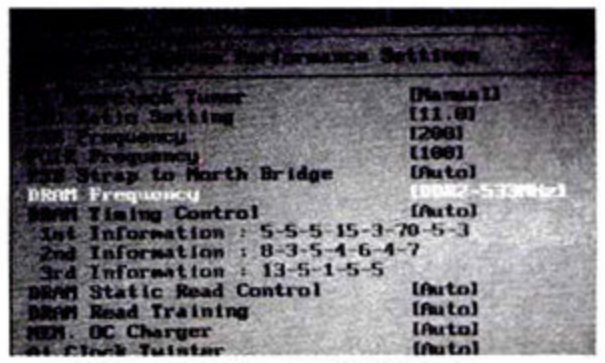 Performance Settings
Tuner [Manual]
Ratio Setting [11.0]
Frequency [200]
Frequency [100]
Strap to North Bridge [Auto]
DRAM Frequency [DDR2-533MHz]
DRAM Timing Control [Auto]
1st Information : 5-5-5-15-3-70-5-3
2nd Information : 8-3-5-4-6-4-7
3rd Information : 13-5-1-5-5
DRAM Static Read Control [Auto]
DRAM Read Training [Auto]
MEM. OC Charger [Auto]
Ai Clock Twister [Auto]